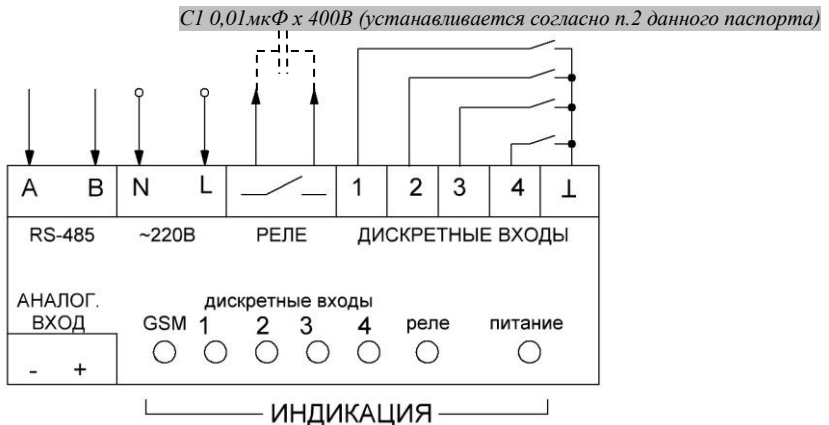 C1 0,01мкФ х 400В (устанавливается согласно п.2 данного паспорта)
A B N L 1 2 3 4 ⊥
RS-485 ~220В РЕЛЕ ДИСКРЕТНЫЕ ВХОДЫ
АНАЛОГ.
ВХОД
- +
дискретные входы
GSM 1 2 3 4 реле питание
ИНДИКАЦИЯ